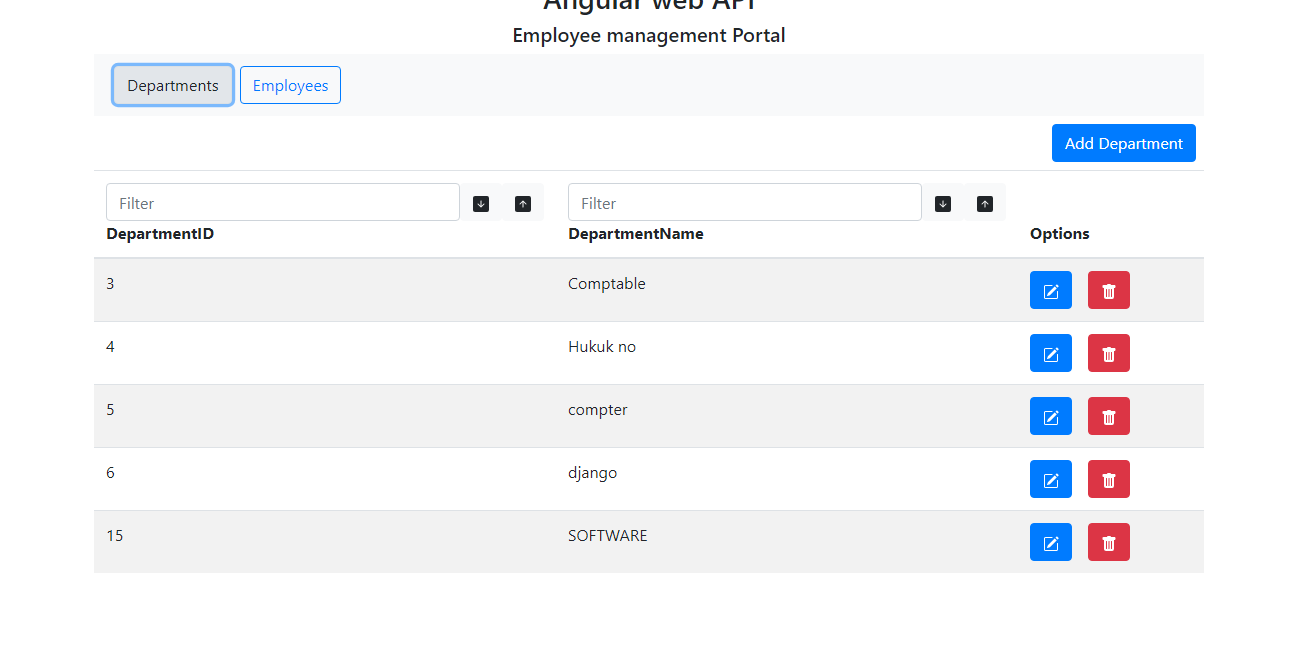 Angular web API
Employee management Portal
Departments Employees
Add Department
Filter Filter
DepartmentID DepartmentName Options
3 Comptable
4 Hukuk no
5 compter
6 django
15 SOFTWARE